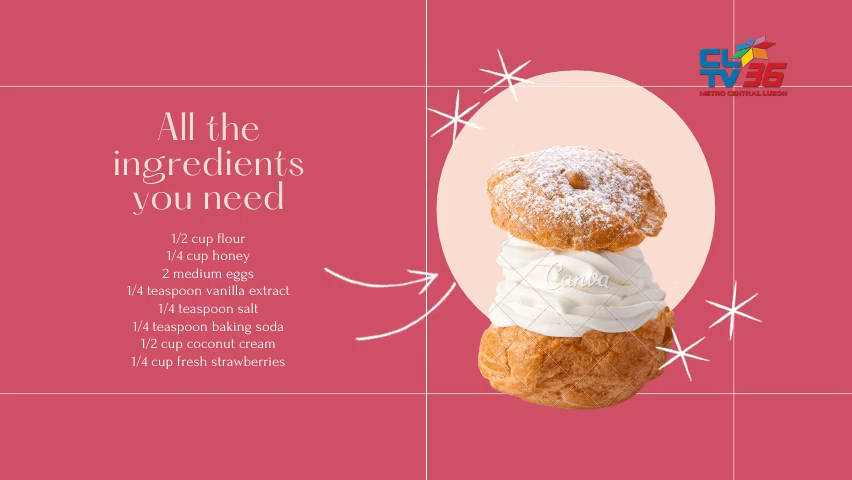 CL
TV36
METRO CENTRAL LUZON
All the
ingredients
you need
1/2 cup flour
1/4 cup honey
2 medium eggs
1/4 teaspoon vanilla extract
1/4 teaspoon salt
1/4 teaspoon baking soda
1/2 cup coconut cream
1/4 cup fresh strawberries
Canva